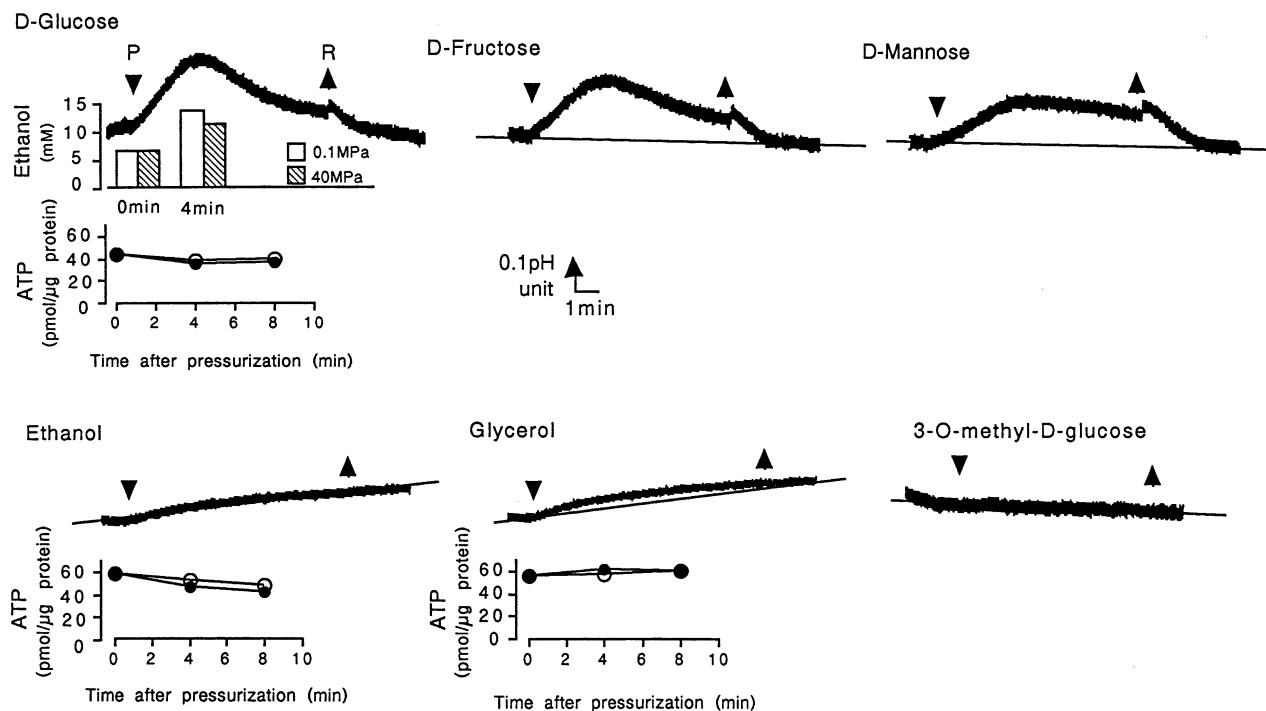 D-Glucose
P
R
D-Fructose
D-Mannose
Ethanol
(mM)
15
10
5
0
0.1MPa
40MPa
0min 4min
ATP
(pmol/µg protein)
60
40
20
0
0 2 4 6 8 10
Time after pressurization (min)
0.1pH
unit
1min
Ethanol
Glycerol
3-O-methyl-D-glucose
ATP
(pmol/µg protein)
60
40
20
0
0 2 4 6 8 10
Time after pressurization (min)
ATP
(pmol/µg protein)
60
40
20
0
0 2 4 6 8 10
Time after pressurization (min)